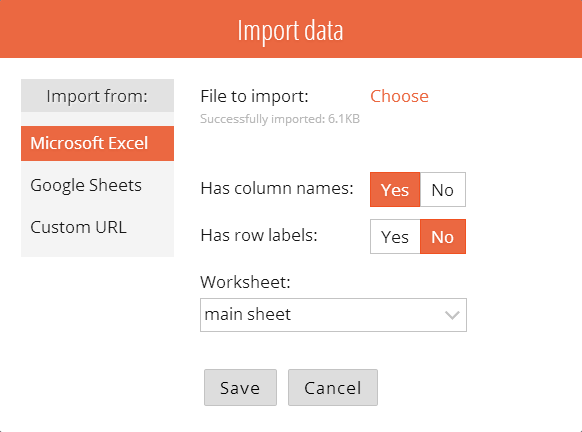 Import data
Import from:
Microsoft Excel
Google Sheets
Custom URL
File to import: Choose
Successfully imported: 6.1KB
Has column names: Yes No
Has row labels: Yes No
Worksheet:
main sheet
Save Cancel